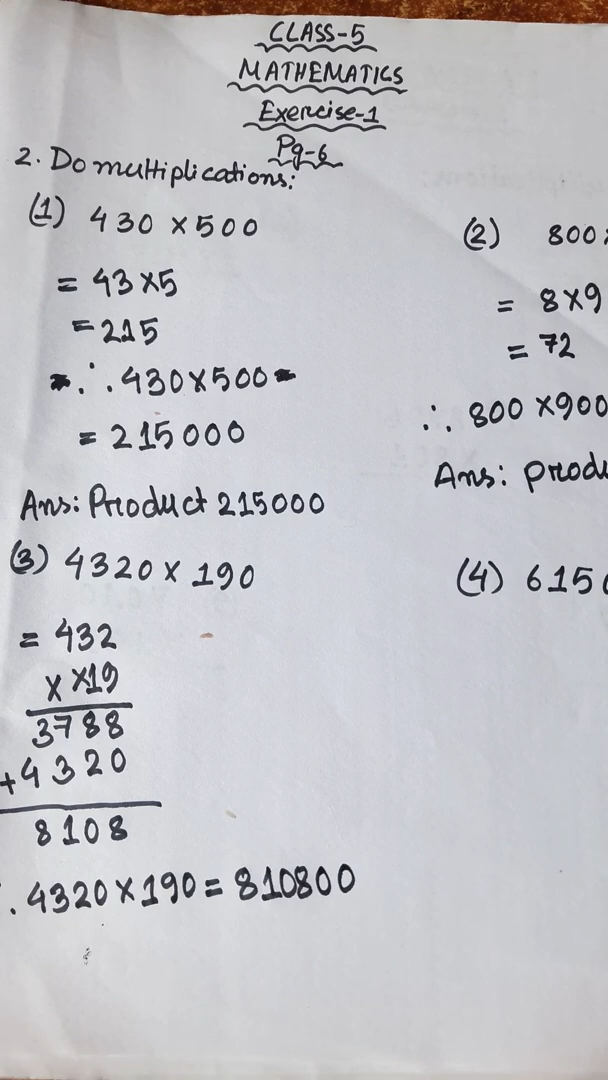 CLASS-5
MATHEMATICS
Exercise-1
Pg-6
2. Do multiplications:
(1) 430 × 500
= 43 × 5
= 215
∴ 430 × 500
= 215000
Ans: Product 215000
(2) 800
= 8 × 9
= 72
∴ 800 × 900
Ans: produ
(3) 4320 × 190
= 432
× ×19
3788
+4320
8108
∴ 4320 × 190 = 810800
(4) 615